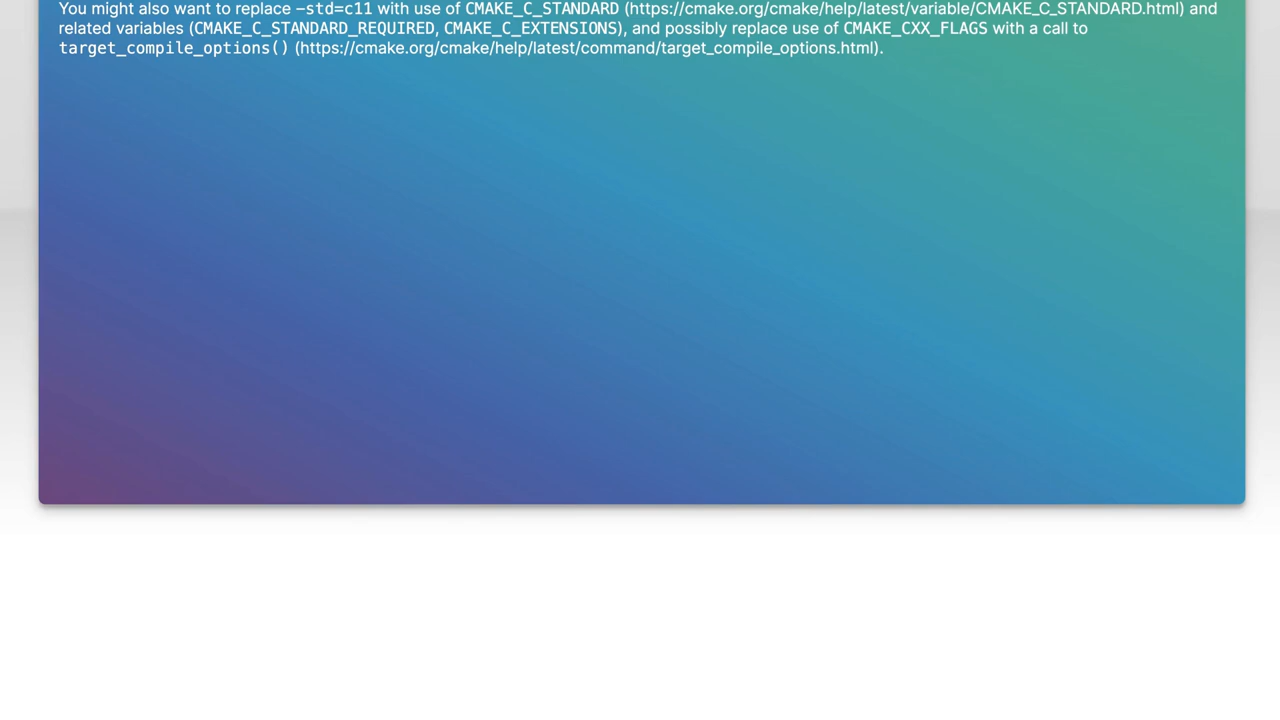 You might also want to replace -std=c11 with use of CMAKE_C_STANDARD (https://cmake.org/cmake/help/latest/variable/CMAKE_C_STANDARD.html) and
related variables (CMAKE_C_STANDARD_REQUIRED, CMAKE_C_EXTENSIONS), and possibly replace use of CMAKE_CXX_FLAGS with a call to
target_compile_options() (https://cmake.org/cmake/help/latest/command/target_compile_options.html).